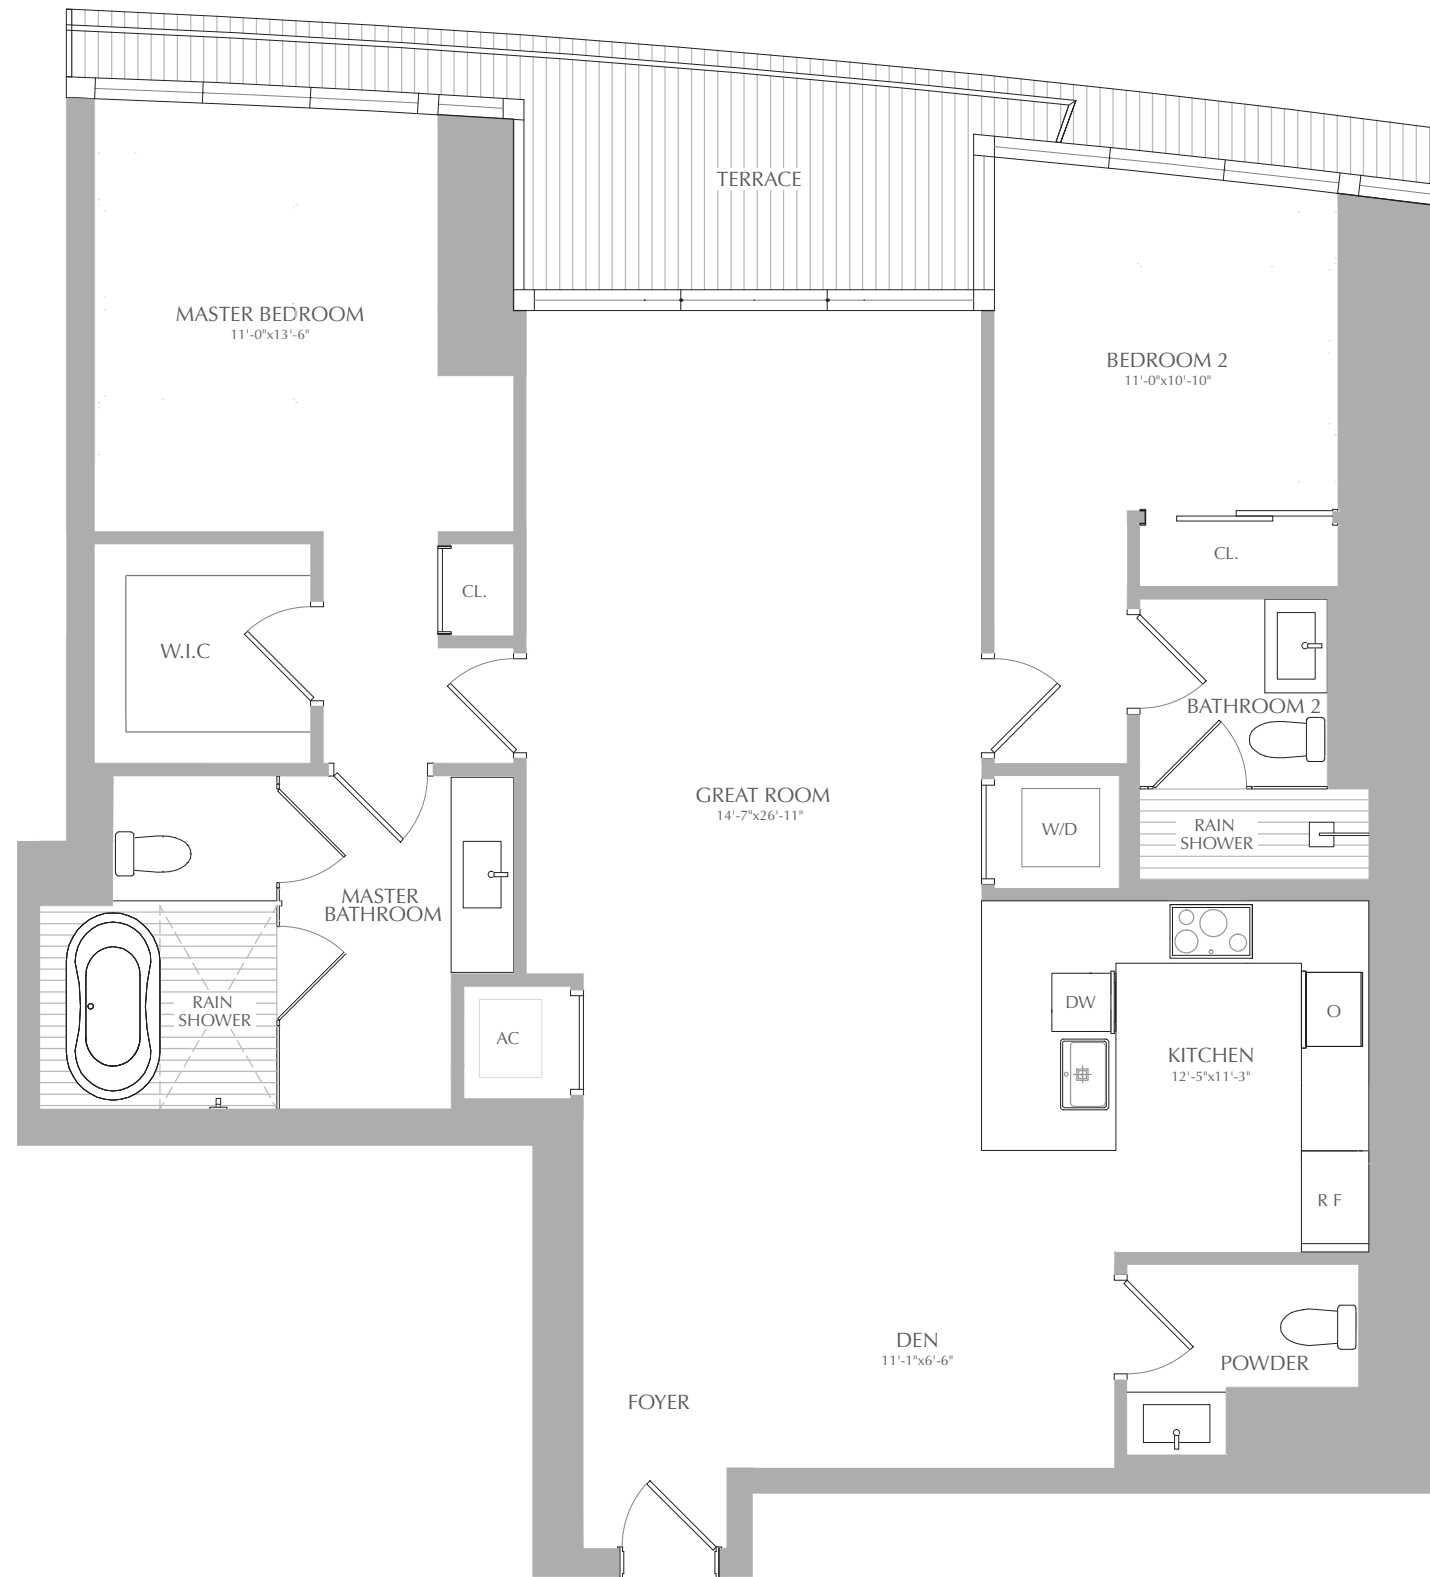 TERRACE
MASTER BEDROOM
11'-0"x13'-6"
BEDROOM 2
11'-0"x10'-10"
CL.
CL.
W.I.C
BATHROOM 2
GREAT ROOM
14'-7"x26'-11"
W/D
RAIN
SHOWER
MASTER
BATHROOM
RAIN
SHOWER
AC
DW
O
KITCHEN
12'-5"x11'-3"
R F
DEN
11'-1"x6'-6"
POWDER
FOYER